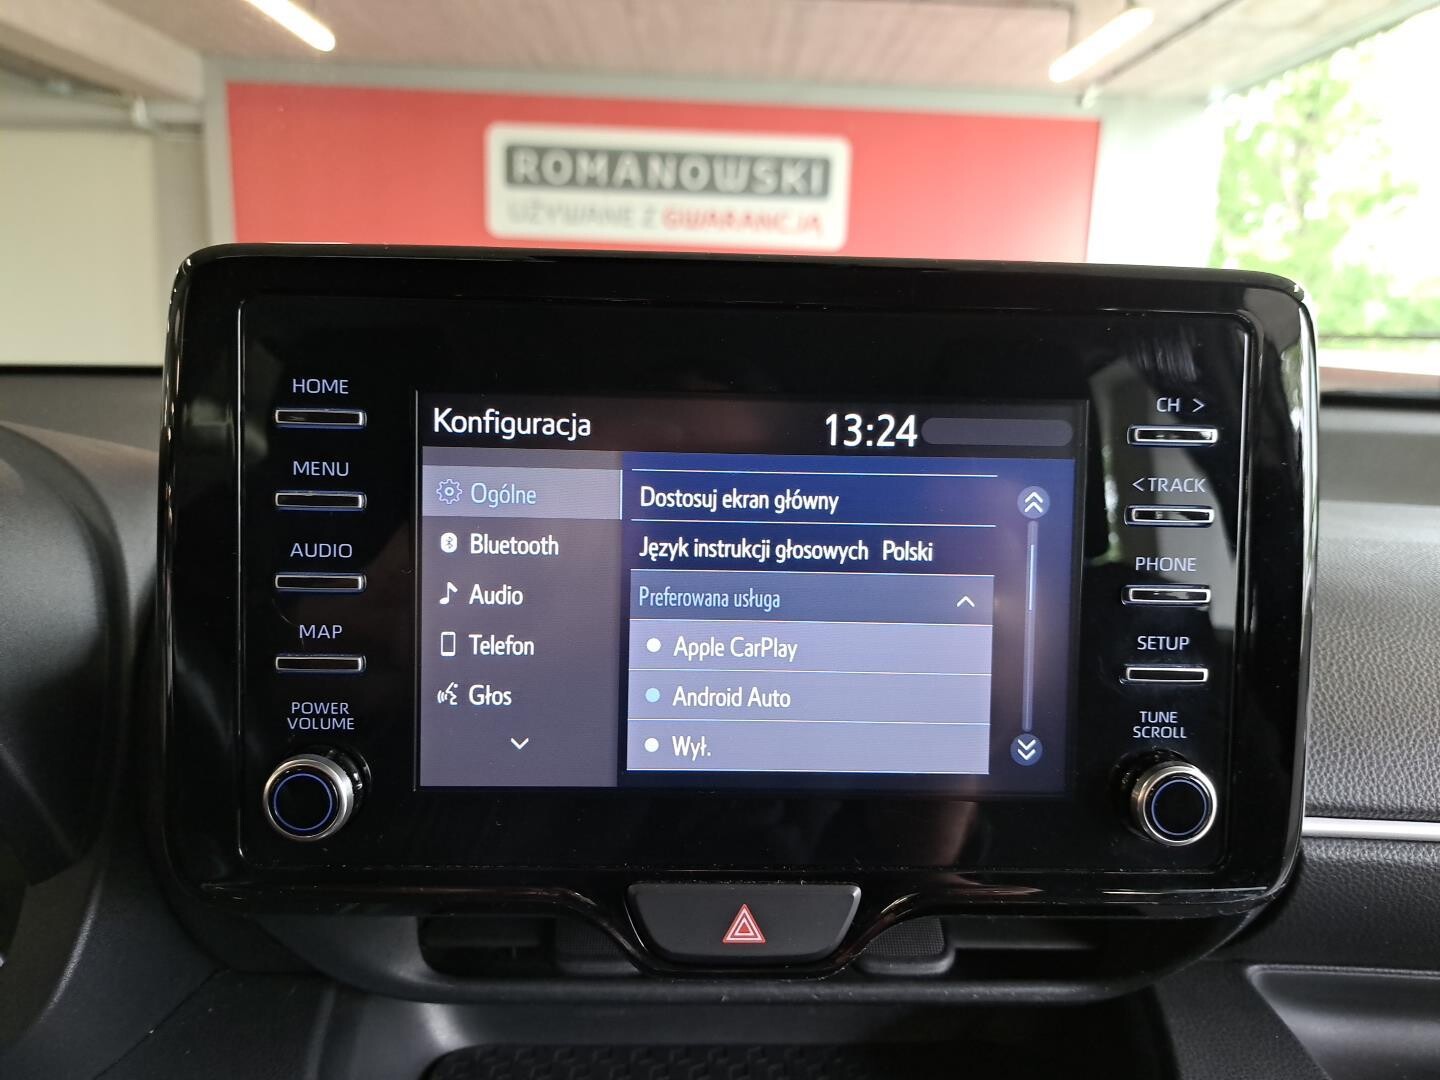 ROMANOWSKI
UŻYWANE Z GWARANCJĄ
HOME
MENU
AUDIO
MAP
POWER
VOLUME
Konfiguracja 13:24
Ogólne
Bluetooth
Audio
Telefon
Głos
Dostosuj ekran główny
Język instrukcji głosowych Polski
Preferowana usługa
Apple CarPlay
Android Auto
Wył.
CH >
< TRACK
PHONE
SETUP
TUNE
SCROLL